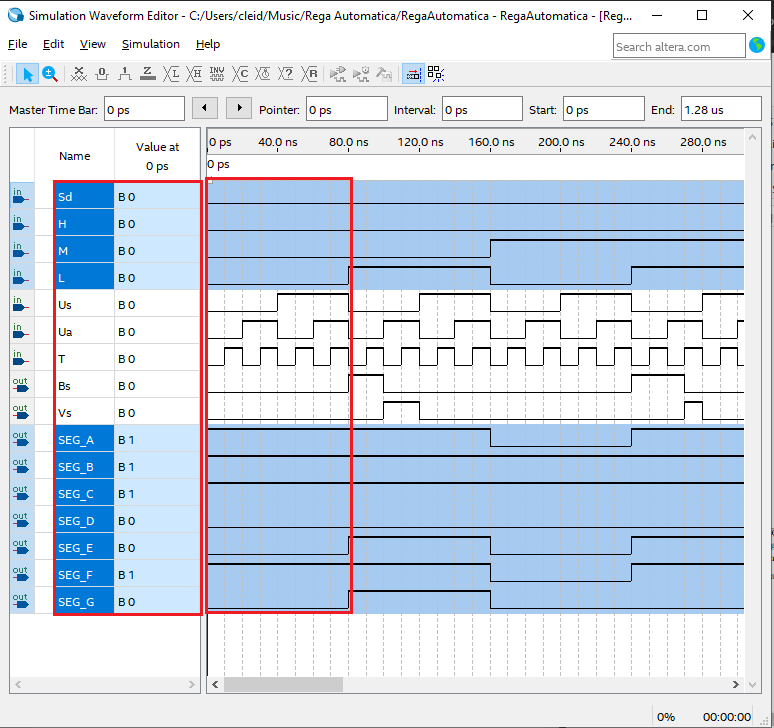 Simulation Waveform Editor - C:/Users/cleid/Music/Rega Automatica/RegaAutomatica - RegaAutomatica - [Reg...
File Edit View Simulation Help
Search altera.com
Master Time Bar: 0 ps Pointer: 0 ps Interval: 0 ps Start: 0 ps End: 1.28 us
Name Value at 0 ps
0 ps 40.0 ns 80.0 ns 120.0 ns 160.0 ns 200.0 ns 240.0 ns 280.0 ns
0 ps
in Sd B 0
in H B 0
in M B 0
in L B 0
in Us B 0
in Ua B 0
in T B 0
out Bs B 0
out Vs B 0
out SEG_A B 1
out SEG_B B 1
out SEG_C B 1
out SEG_D B 0
out SEG_E B 0
out SEG_F B 1
out SEG_G B 0
0% 00:00:00